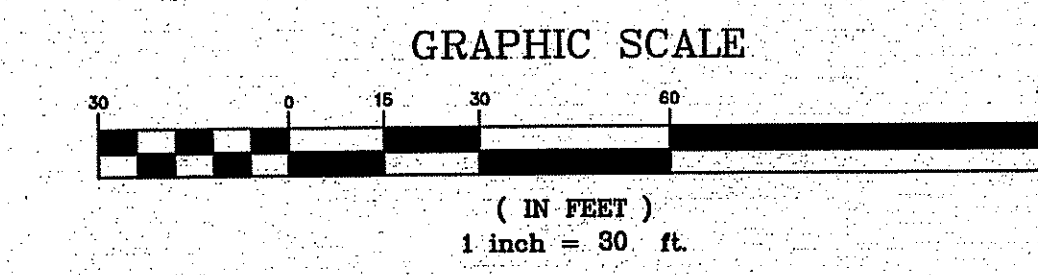 GRAPHIC SCALE
30 0 15 30 60
( IN FEET )
1 inch = 30 ft.